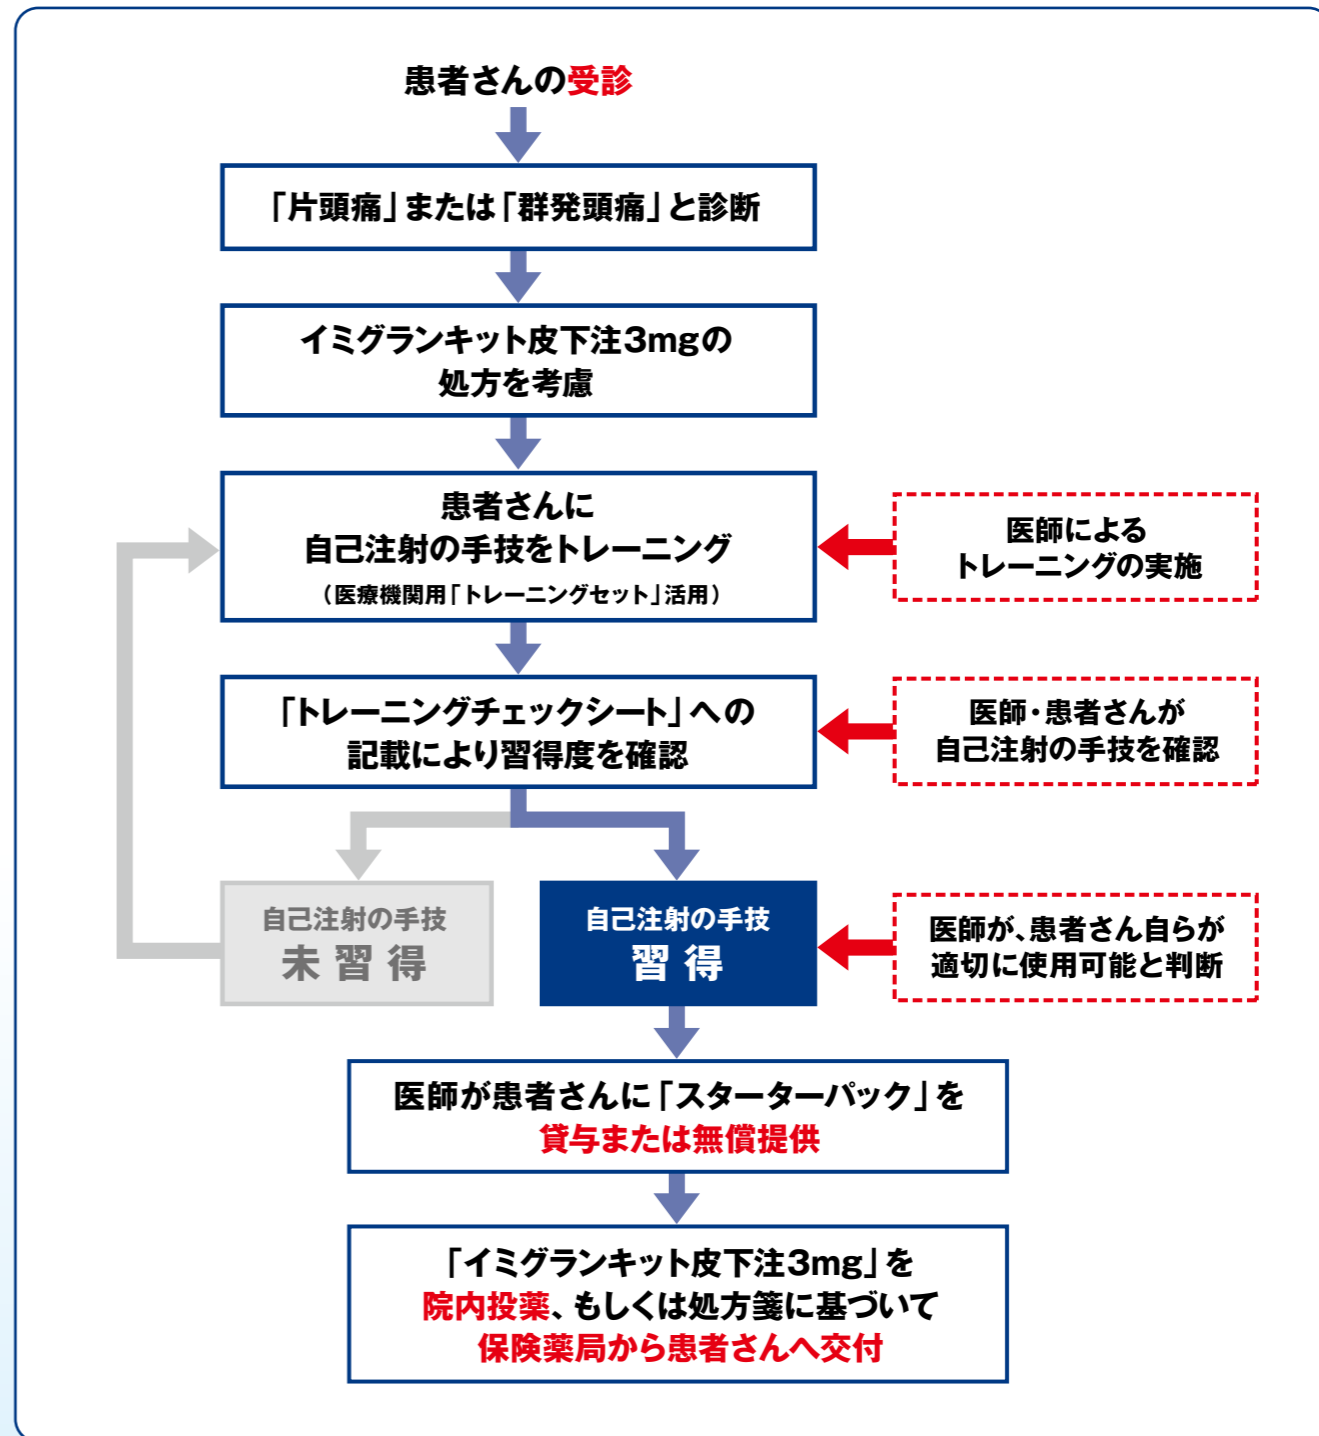 患者さんの受診
「片頭痛」または「群発頭痛」と診断
イミグランキット皮下注3mgの
処方を考慮
患者さんに
自己注射の手技をトレーニング
（医療機関用「トレーニングセット」活用）
医師による
トレーニングの実施
「トレーニングチェックシート」への
記載により習得度を確認
医師・患者さんが
自己注射の手技を確認
自己注射の手技
未習得
自己注射の手技
習得
医師が、患者さん自らが
適切に使用可能と判断
医師が患者さんに「スターターパック」を
貸与または無償提供
「イミグランキット皮下注3mg」を
院内投薬、もしくは処方箋に基づいて
保険薬局から患者さんへ交付